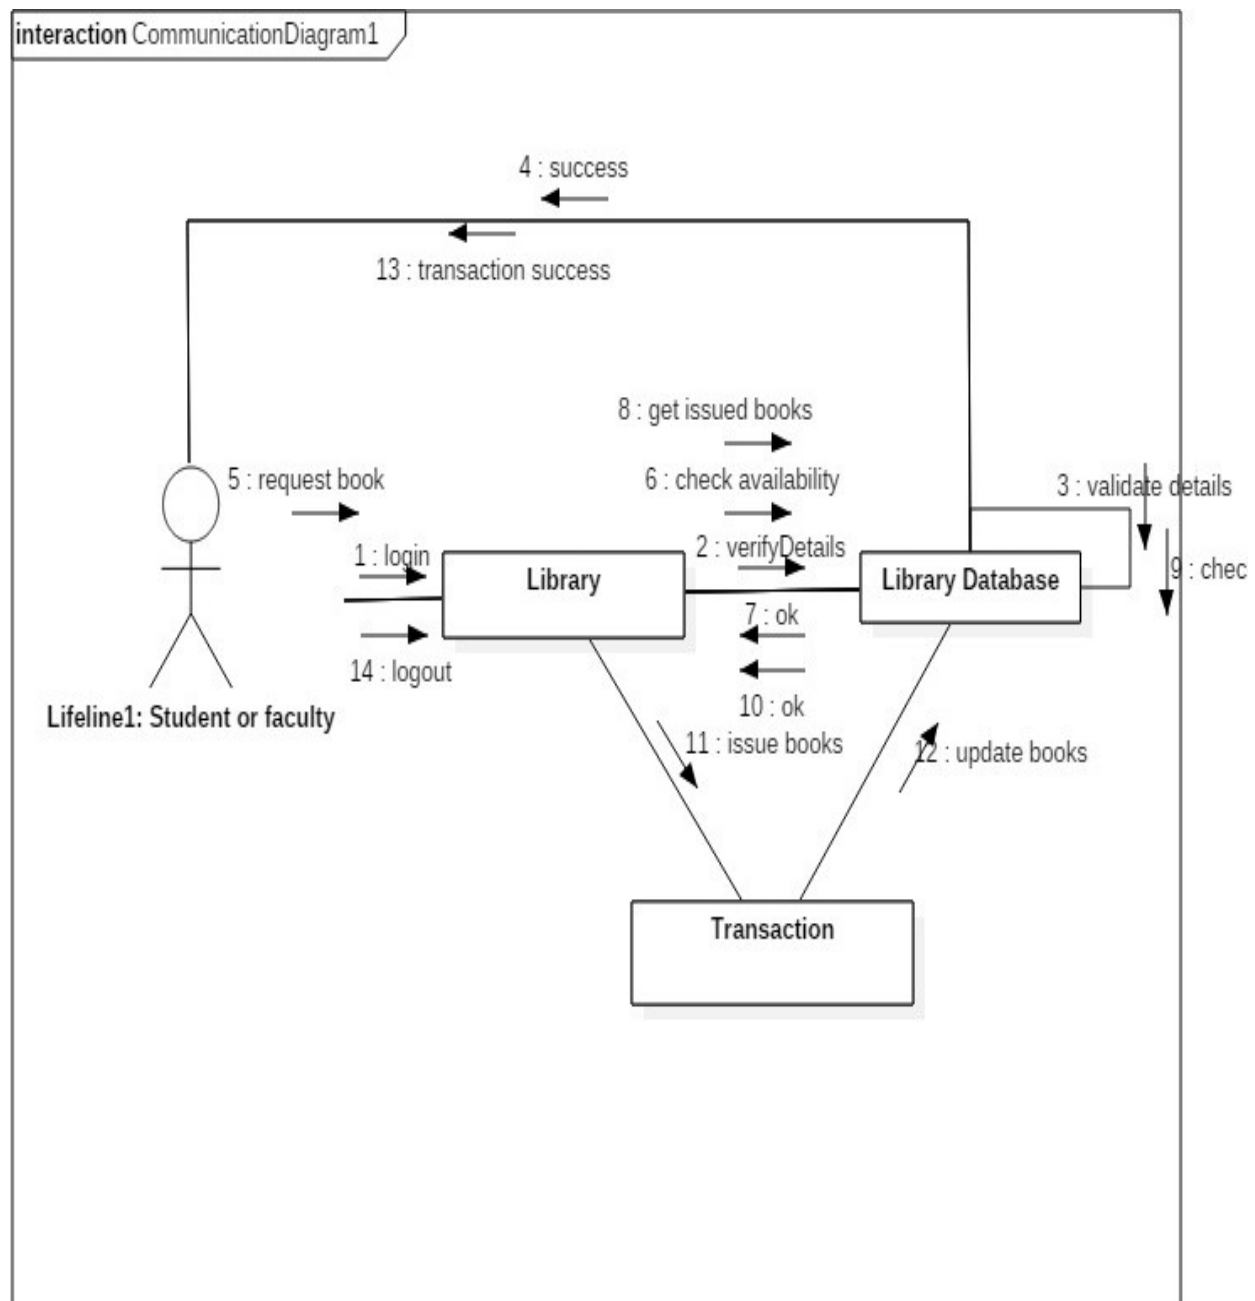 interaction CommunicationDiagram1
4 : success
13 : transaction success
8 : get issued books
5 : request book
6 : check availability
3 : validate details
1 : login
2 : verifyDetails
Library
Library Database
9 : chec
7 : ok
14 : logout
10 : ok
Lifeline1: Student or faculty
11 : issue books
12 : update books
Transaction